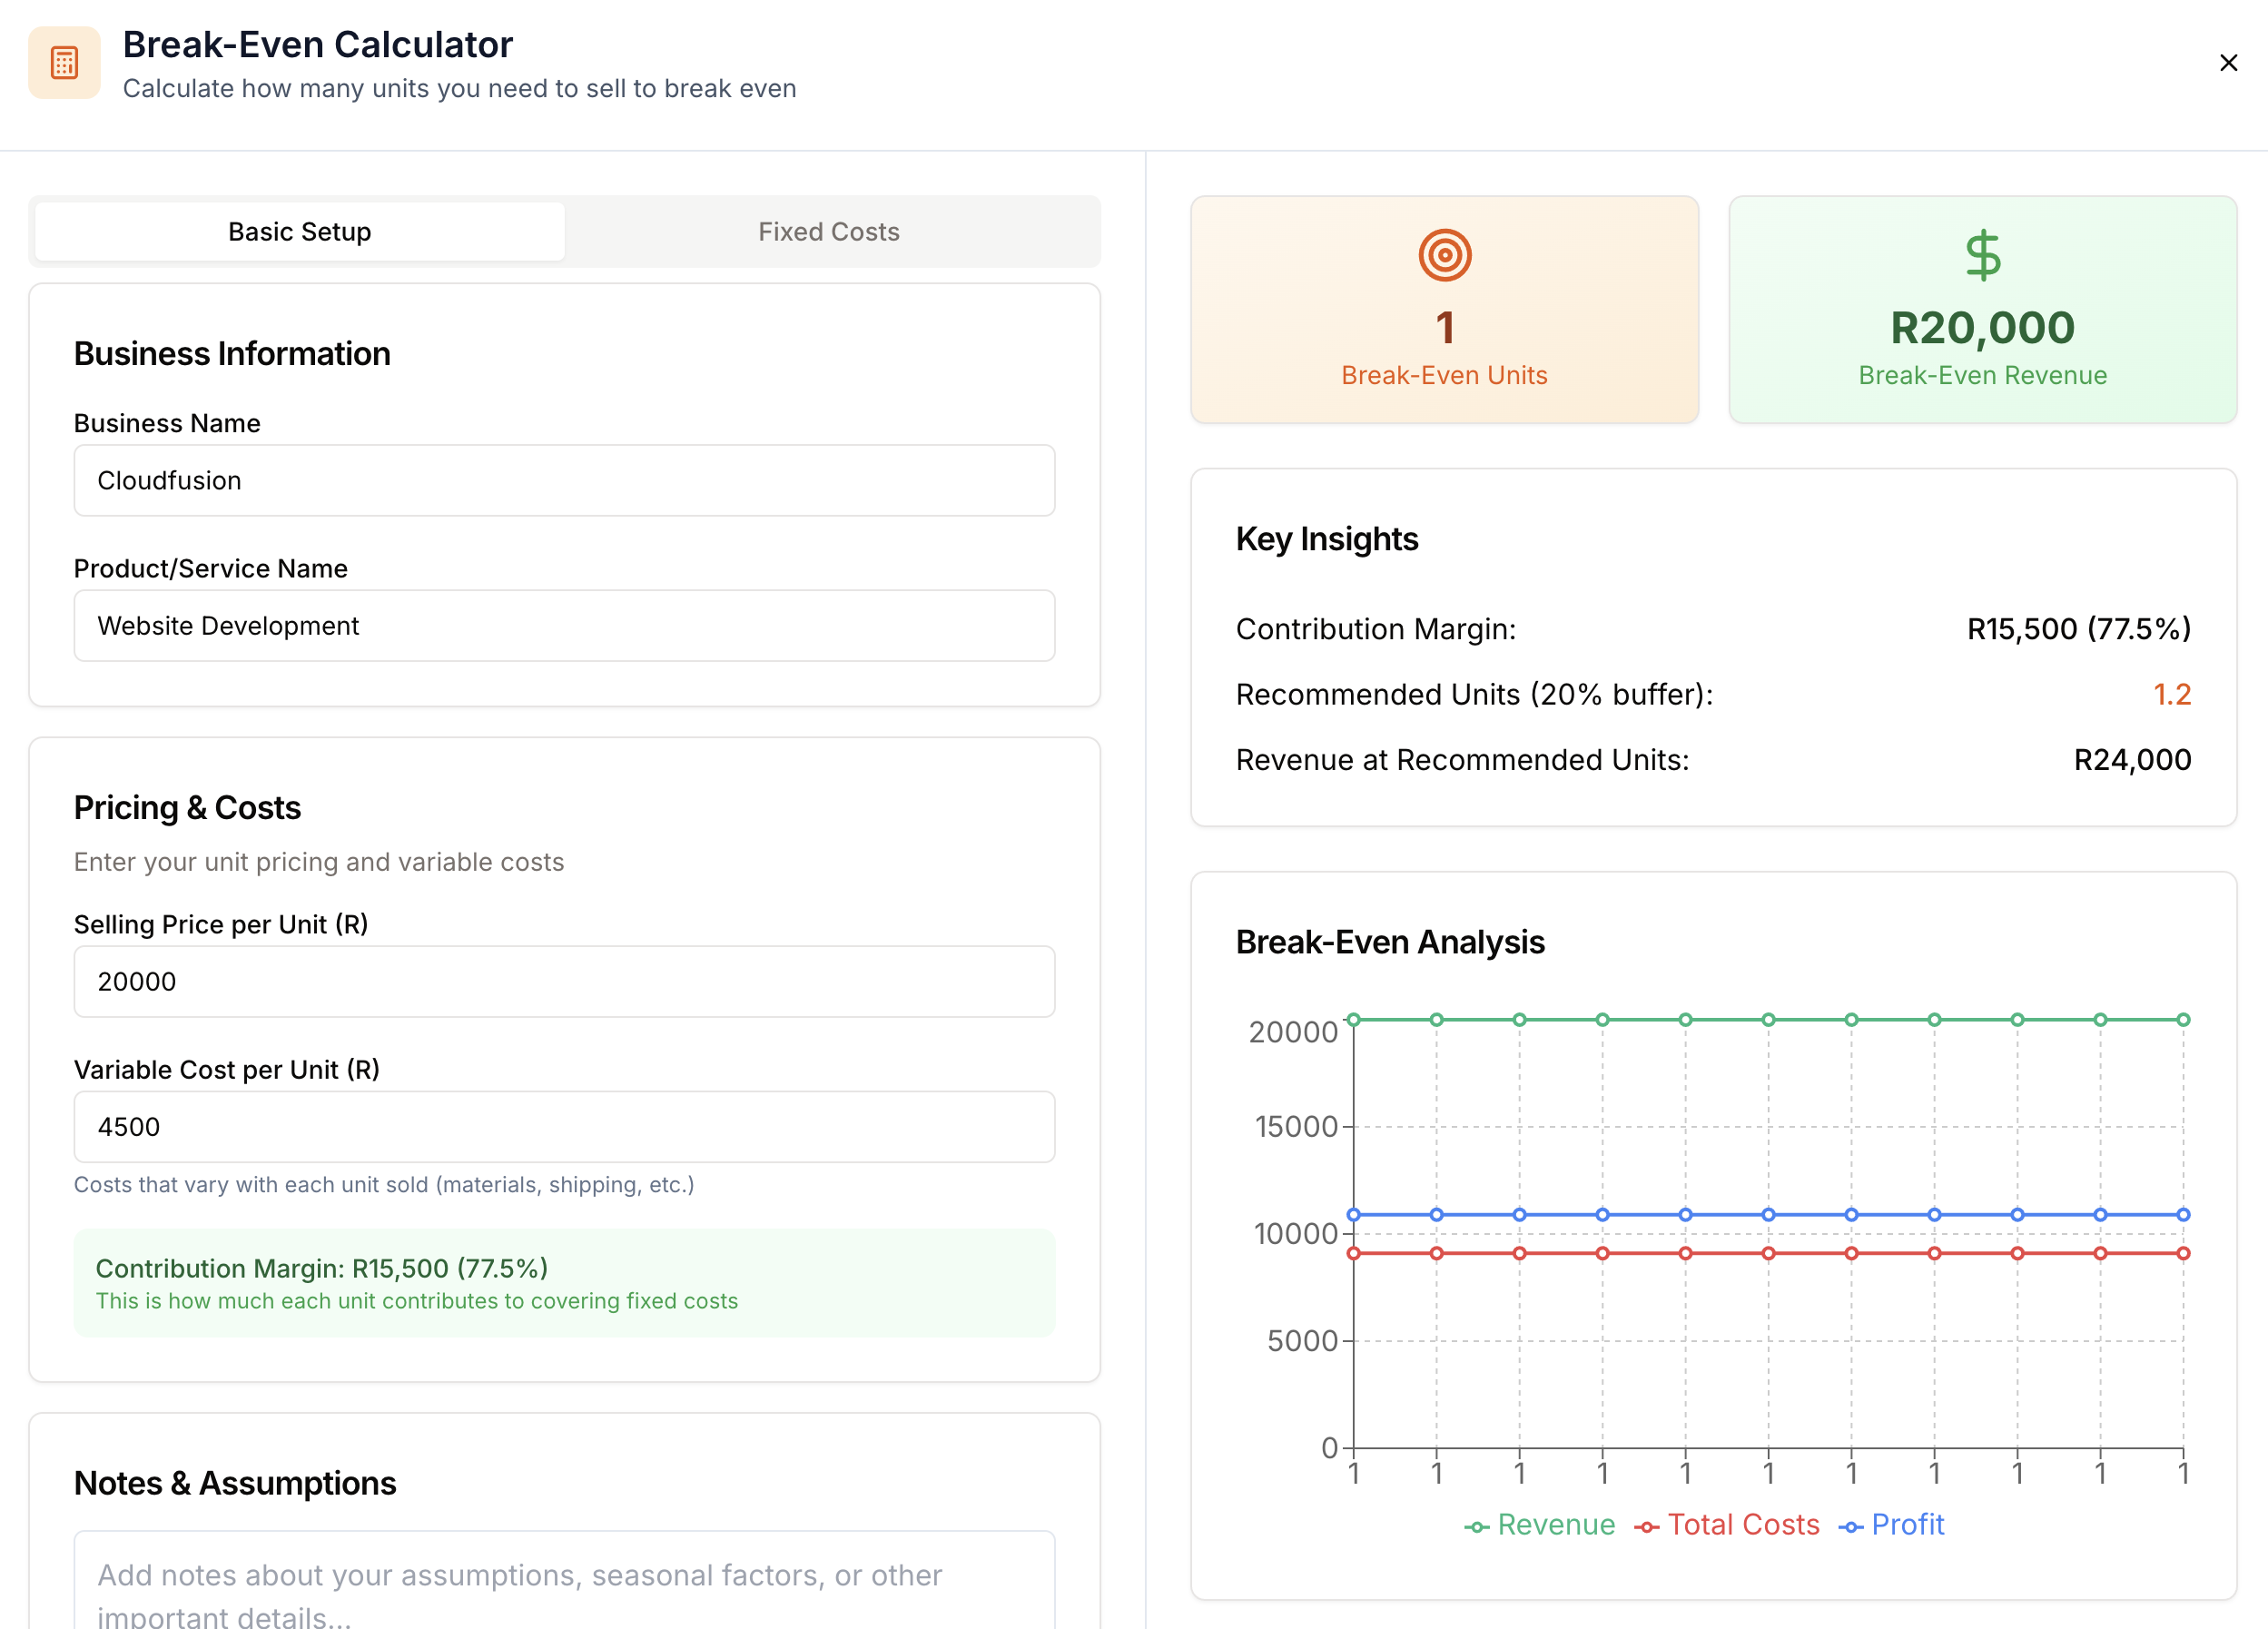 Break-Even Calculator
Calculate how many units you need to sell to break even
Basic Setup
Fixed Costs
Business Information
Business Name
Cloudfusion
Product/Service Name
Website Development
Pricing & Costs
Enter your unit pricing and variable costs
Selling Price per Unit (R)
20000
Variable Cost per Unit (R)
4500
Costs that vary with each unit sold (materials, shipping, etc.)
Contribution Margin: R15,500 (77.5%)
This is how much each unit contributes to covering fixed costs
Notes & Assumptions
Add notes about your assumptions, seasonal factors, or other
important details...
1
Break-Even Units
R20,000
Break-Even Revenue
Key Insights
Contribution Margin: R15,500 (77.5%)
Recommended Units (20% buffer): 1.2
Revenue at Recommended Units: R24,000
Break-Even Analysis
20000
15000
10000
5000
0
1 1 1 1 1 1 1 1 1 1 1
Revenue Total Costs Profit